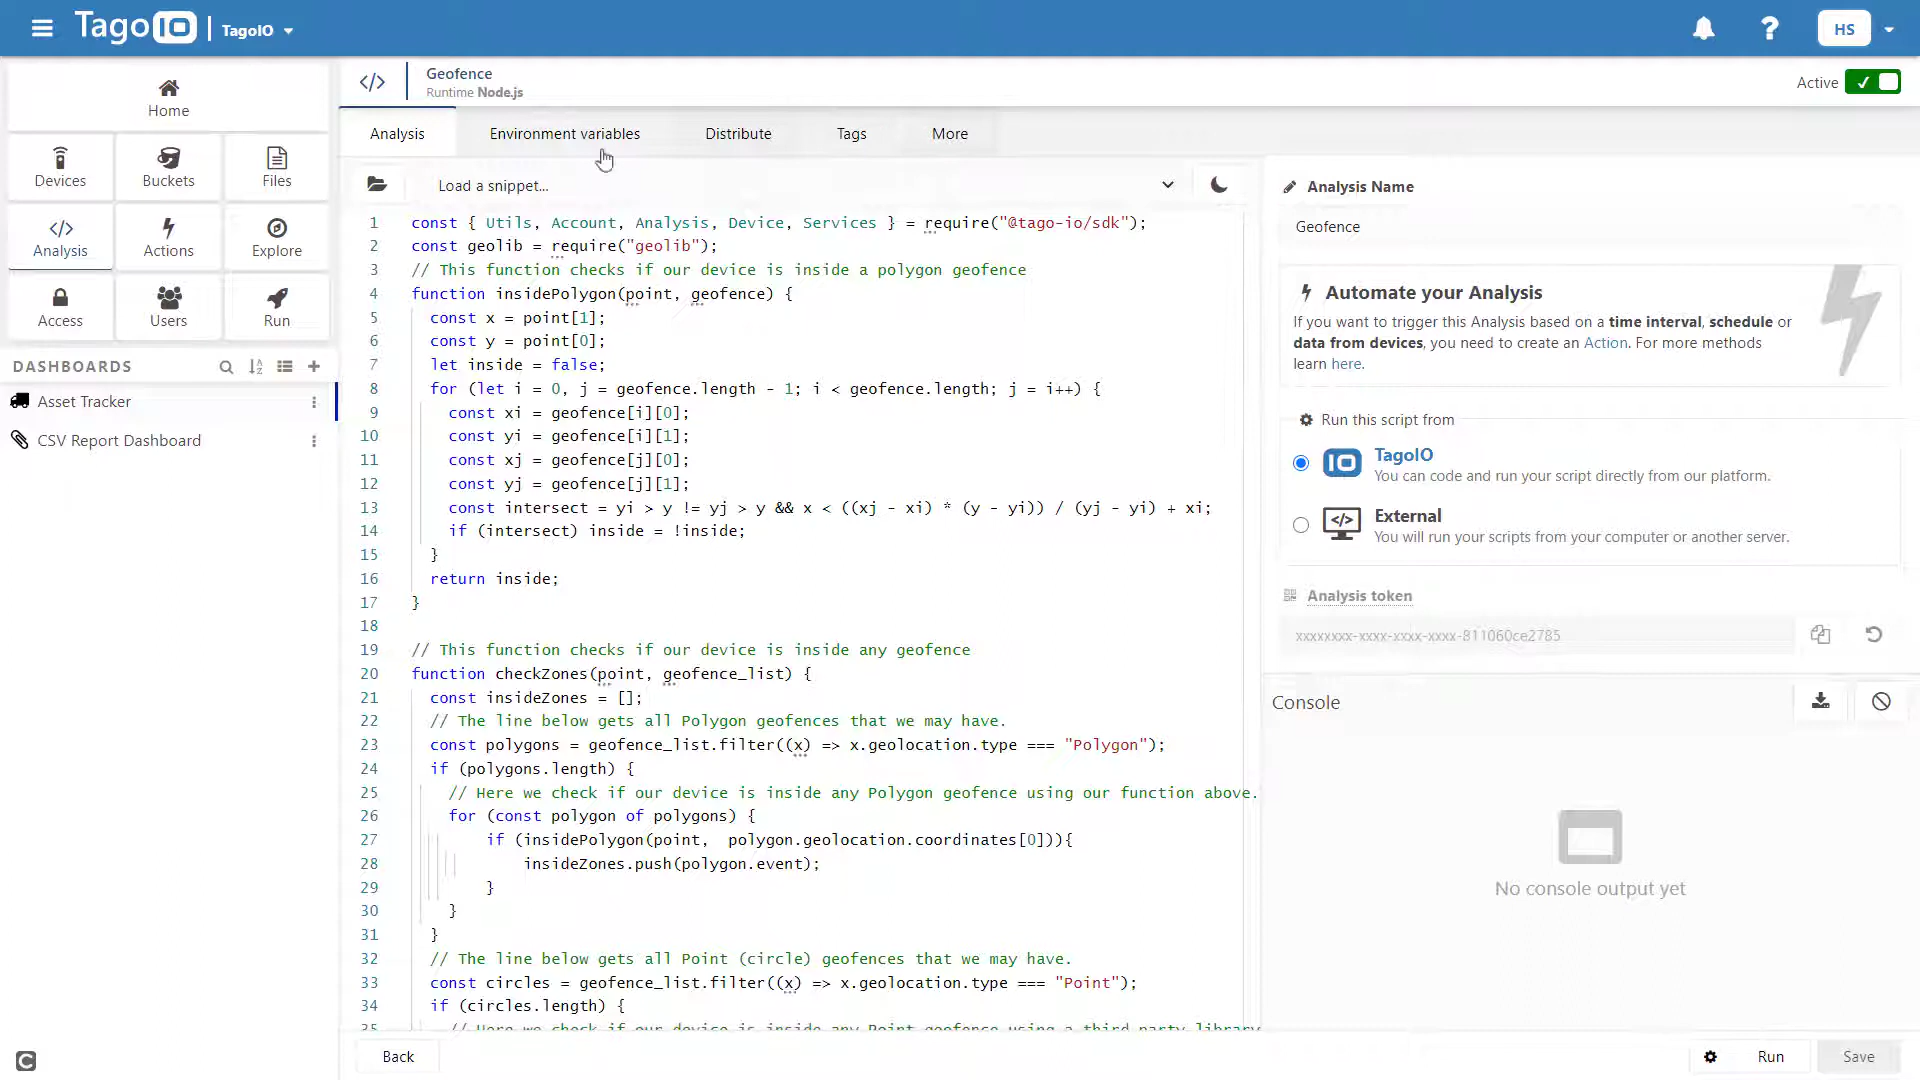 TagoIO | TagoIO
HS
Home
Devices
Buckets
Files
Analysis
Actions
Explore
Access
Users
Run
DASHBOARDS
Asset Tracker
CSV Report Dashboard
Geofence
Runtime Node.js
Active
Analysis
Environment variables
Distribute
Tags
More
Load a snippet...
1 const { Utils, Account, Analysis, Device, Services } = require("@tago-io/sdk");
2 const geolib = require("geolib");
3 // This function checks if our device is inside a polygon geofence
4 function insidePolygon(point, geofence) {
5 const x = point[1];
6 const y = point[0];
7 let inside = false;
8 for (let i = 0, j = geofence.length - 1; i < geofence.length; j = i++) {
9 const xi = geofence[i][0];
10 const yi = geofence[i][1];
11 const xj = geofence[j][0];
12 const yj = geofence[j][1];
13 const intersect = yi > y != yj > y && x < ((xj - xi) * (y - yi)) / (yj - yi) + xi;
14 if (intersect) inside = !inside;
15 }
16 return inside;
17 }
18
19 // This function checks if our device is inside any geofence
20 function checkZones(point, geofence_list) {
21 const insideZones = [];
22 // The line below gets all Polygon geofences that we may have.
23 const polygons = geofence_list.filter((x) => x.geolocation.type === "Polygon");
24 if (polygons.length) {
25 // Here we check if our device is inside any Polygon geofence using our function above.
26 for (const polygon of polygons) {
27 if (insidePolygon(point, polygon.geolocation.coordinates[0])){
28 insideZones.push(polygon.event);
29 }
30 }
31 }
32 // The line below gets all Point (circle) geofences that we may have.
33 const circles = geofence_list.filter((x) => x.geolocation.type === "Point");
34 if (circles.length) {
35 // Here we check if our device is inside any Point geofence using a third party library
Analysis Name
Geofence
Automate your Analysis
If you want to trigger this Analysis based on a time interval, schedule or
data from devices, you need to create an Action. For more methods
learn here.
Run this script from
TagoIO
You can code and run your script directly from our platform.
External
You will run your scripts from your computer or another server.
Analysis token
xxxxxxxx-xxxx-xxxx-xxxx-811060ce2785
Console
No console output yet
Back
Run
Save